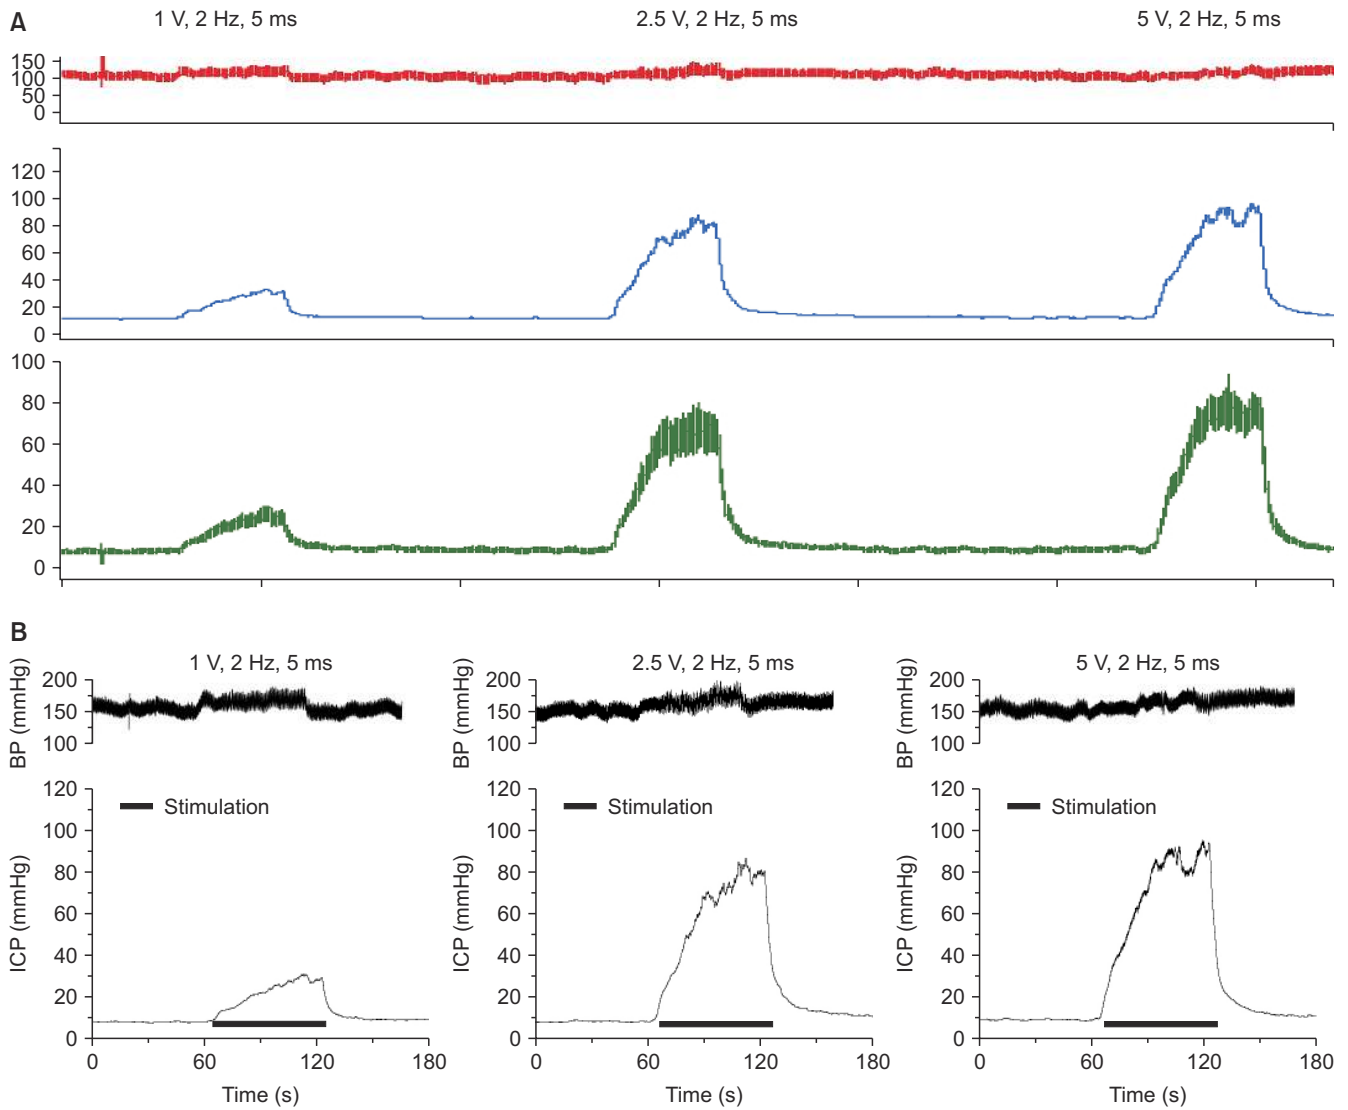 A
1 V, 2 Hz, 5 ms 2.5 V, 2 Hz, 5 ms 5 V, 2 Hz, 5 ms
150
100
50
0
120
100
80
60
40
20
0
100
80
60
40
20
0
B
1 V, 2 Hz, 5 ms
BP (mmHg)
200
150
100
ICP (mmHg)
120
100
80
60
40
20
0
Stimulation
0 60 120 180
Time (s)
2.5 V, 2 Hz, 5 ms
BP (mmHg)
200
150
100
ICP (mmHg)
120
100
80
60
40
20
0
Stimulation
0 60 120 180
Time (s)
5 V, 2 Hz, 5 ms
BP (mmHg)
200
150
100
ICP (mmHg)
120
100
80
60
40
20
0
Stimulation
0 60 120 180
Time (s)